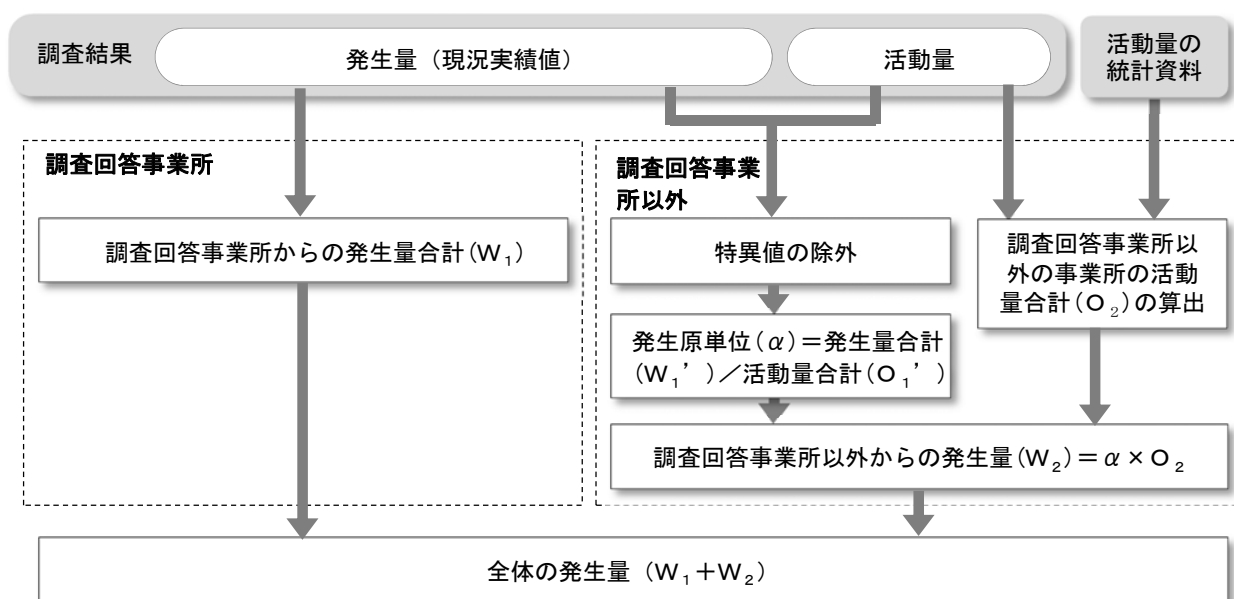 調査結果
発生量(現況実績値)
活動量
活動量の
統計資料
調査回答事業所
調査回答事業
所以外
調査回答事業所からの発生量合計(W₁)
特異値の除外
調査回答事業所以
外の事業所の活動
量合計(O₂)の算出
発生原単位(α)=発生量合計
(W₁’)/活動量合計(O₁’)
調査回答事業所以外からの発生量(W₂)=α×O₂
全体の発生量(W₁+W₂)